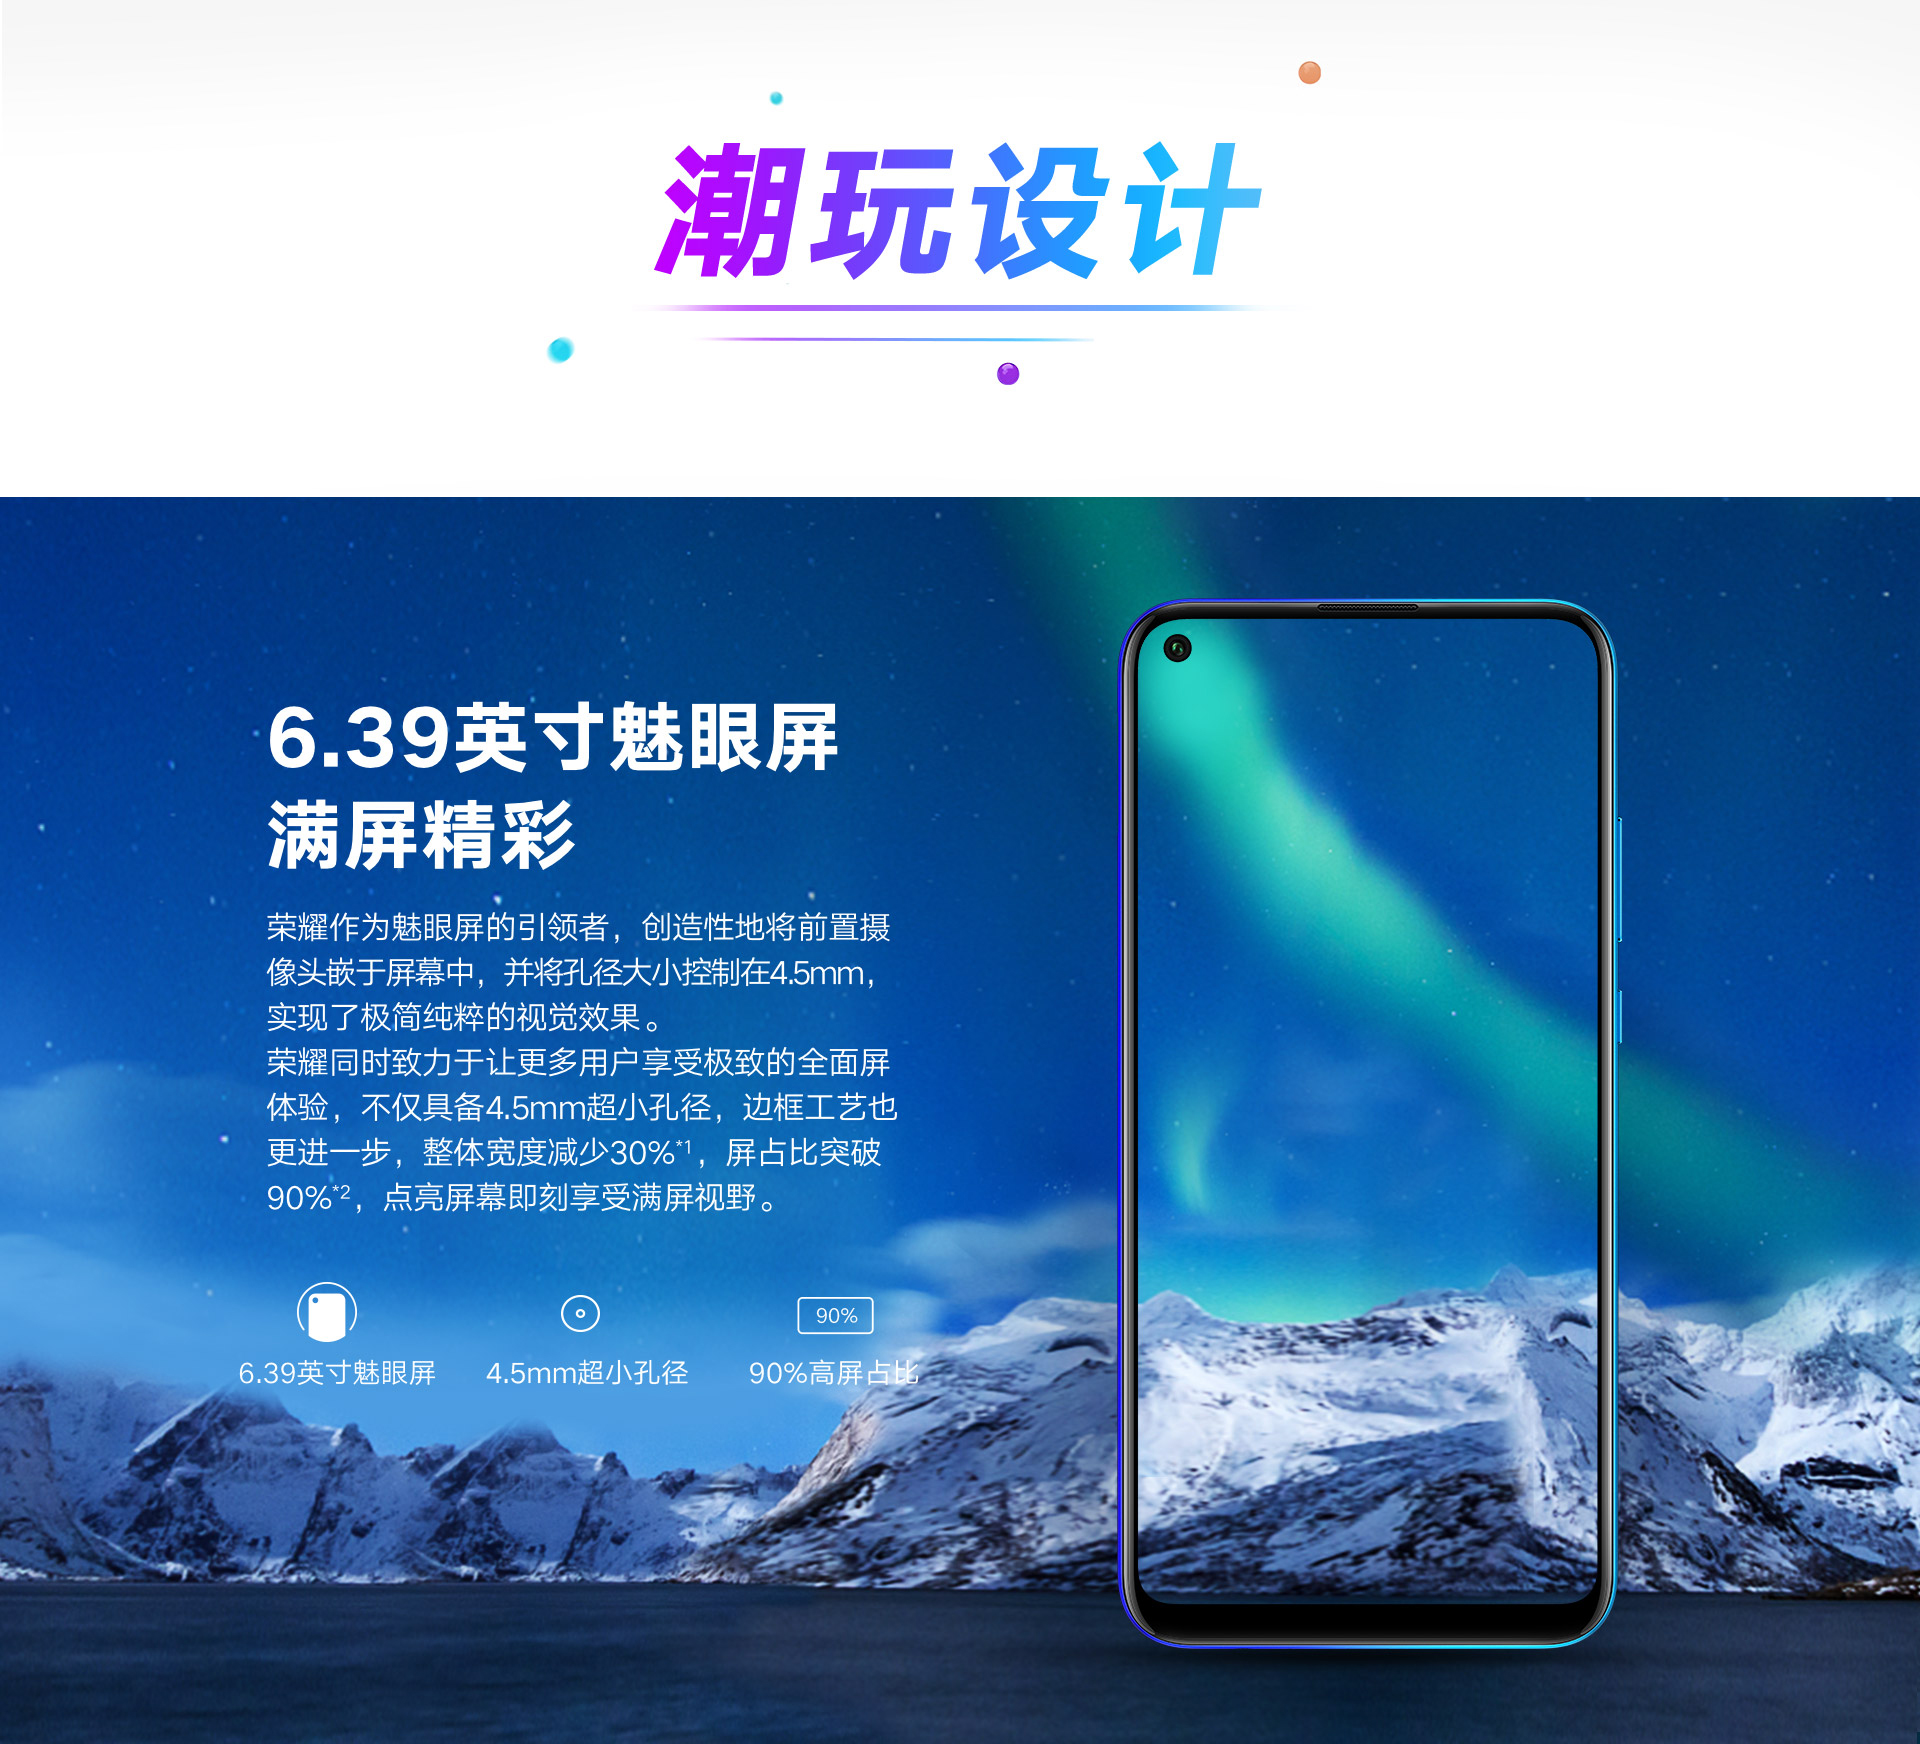 潮玩设计
6.39英寸魅眼屏
满屏精彩
荣耀作为魅眼屏的引领者，创造性地将前置摄
像头嵌于屏幕中，并将孔径大小控制在4.5mm，
实现了极简纯粹的视觉效果。
荣耀同时致力于让更多用户享受极致的全面屏
体验，不仅具备4.5mm超小孔径，边框工艺也
更进一步，整体宽度减少30%*1，屏占比突破
90%*2，点亮屏幕即刻享受满屏视野。
90%
6.39英寸魅眼屏 4.5mm超小孔径 90%高屏占比